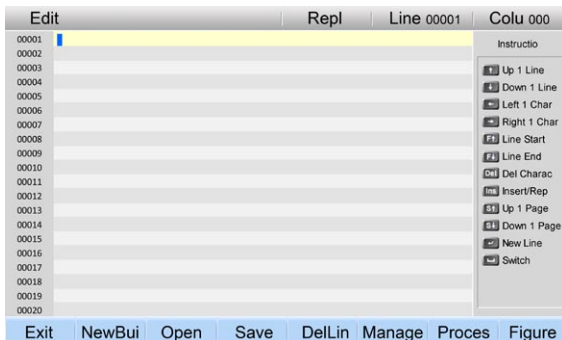 Edit Repl Line 00001 Colu 000
00001
00002
00003
00004
00005
00006
00007
00008
00009
00010
00011
00012
00013
00014
00015
00016
00017
00018
00019
00020
Instructio
Up 1 Line
Down 1 Line
Left 1 Char
Right 1 Char
F↑ Line Start
F↓ Line End
Del Del Charac
Ins Insert/Rep
S↑ Up 1 Page
S↓ Down 1 Page
New Line
Switch
Exit NewBui Open Save DelLin Manage Proces Figure